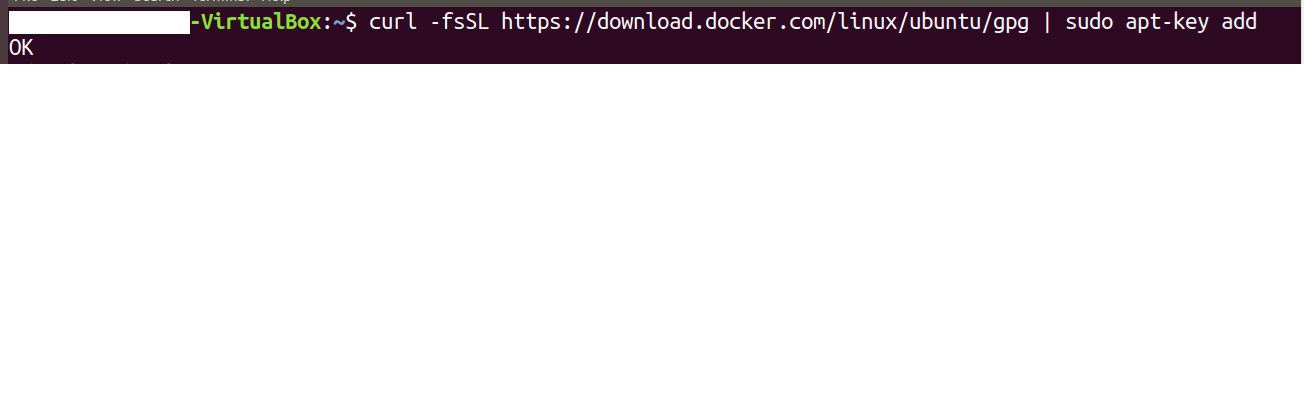 -VirtualBox:~$ curl -fsSL https://download.docker.com/linux/ubuntu/gpg | sudo apt-key add
OK